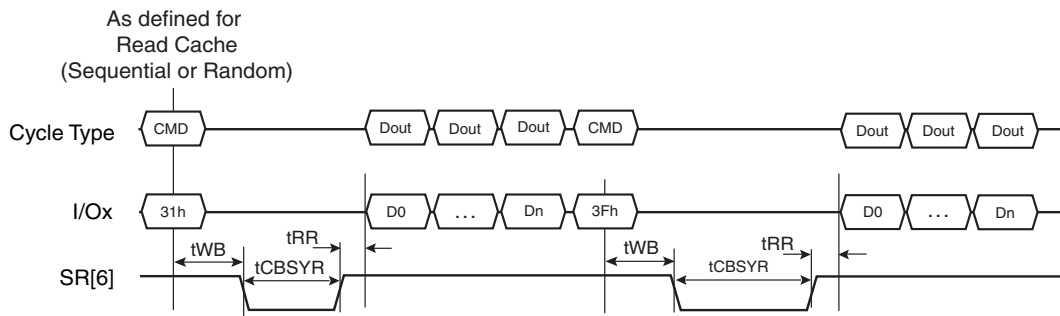 As defined for
Read Cache
(Sequential or Random)
Cycle Type CMD Dout Dout Dout CMD Dout Dout Dout
I/Ox 31h D0 ... Dn 3Fh D0 ... Dn
tWB tRR tWB tRR
SR[6] tCBSYR tCBSYR